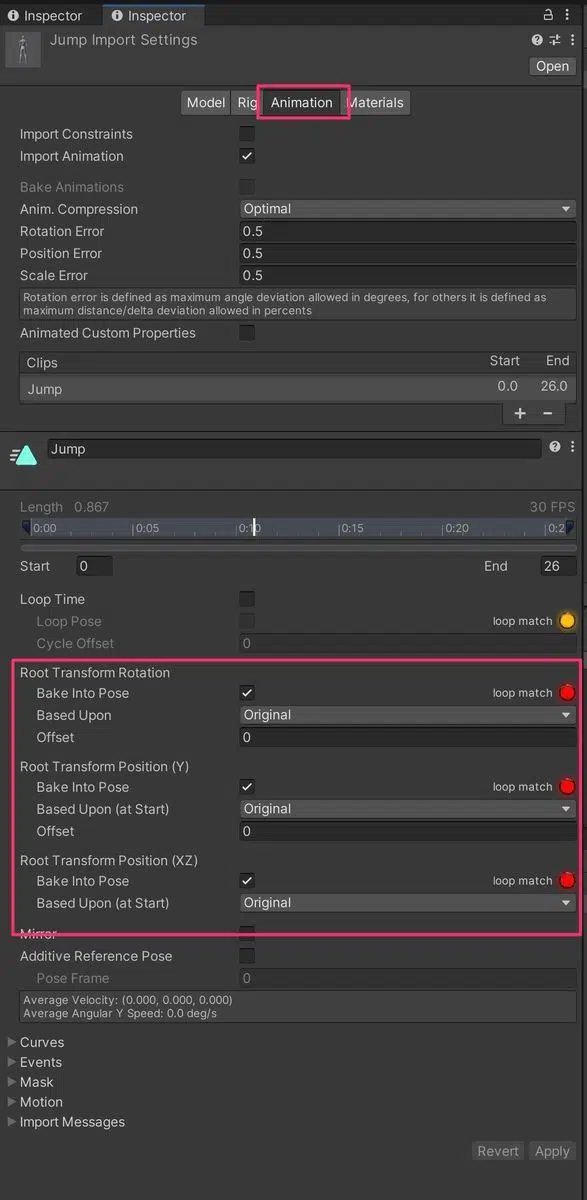 Inspector Inspector
Jump Import Settings
Open
Model Rig Animation Materials
Import Constraints
Import Animation
Bake Animations
Anim. Compression Optimal
Rotation Error 0.5
Position Error 0.5
Scale Error 0.5
Rotation error is defined as maximum angle deviation allowed in degrees, for others it is defined as
maximum distance/delta deviation allowed in percents
Animated Custom Properties
Clips Start End
Jump 0.0 26.0
+ −
Jump
Length 0.867 30 FPS
0:00 0:05 0:10 0:15 0:20 0:2
Start 0 End 26
Loop Time
Loop Pose loop match
Cycle Offset 0
Root Transform Rotation
Bake Into Pose loop match
Based Upon Original
Offset 0
Root Transform Position (Y)
Bake Into Pose loop match
Based Upon (at Start) Original
Offset 0
Root Transform Position (XZ)
Bake Into Pose loop match
Based Upon (at Start) Original
Mirror
Additive Reference Pose
Pose Frame 0
Average Velocity: (0.000, 0.000, 0.000)
Average Angular Y Speed: 0.0 deg/s
Curves
Events
Mask
Motion
Import Messages
Revert Apply